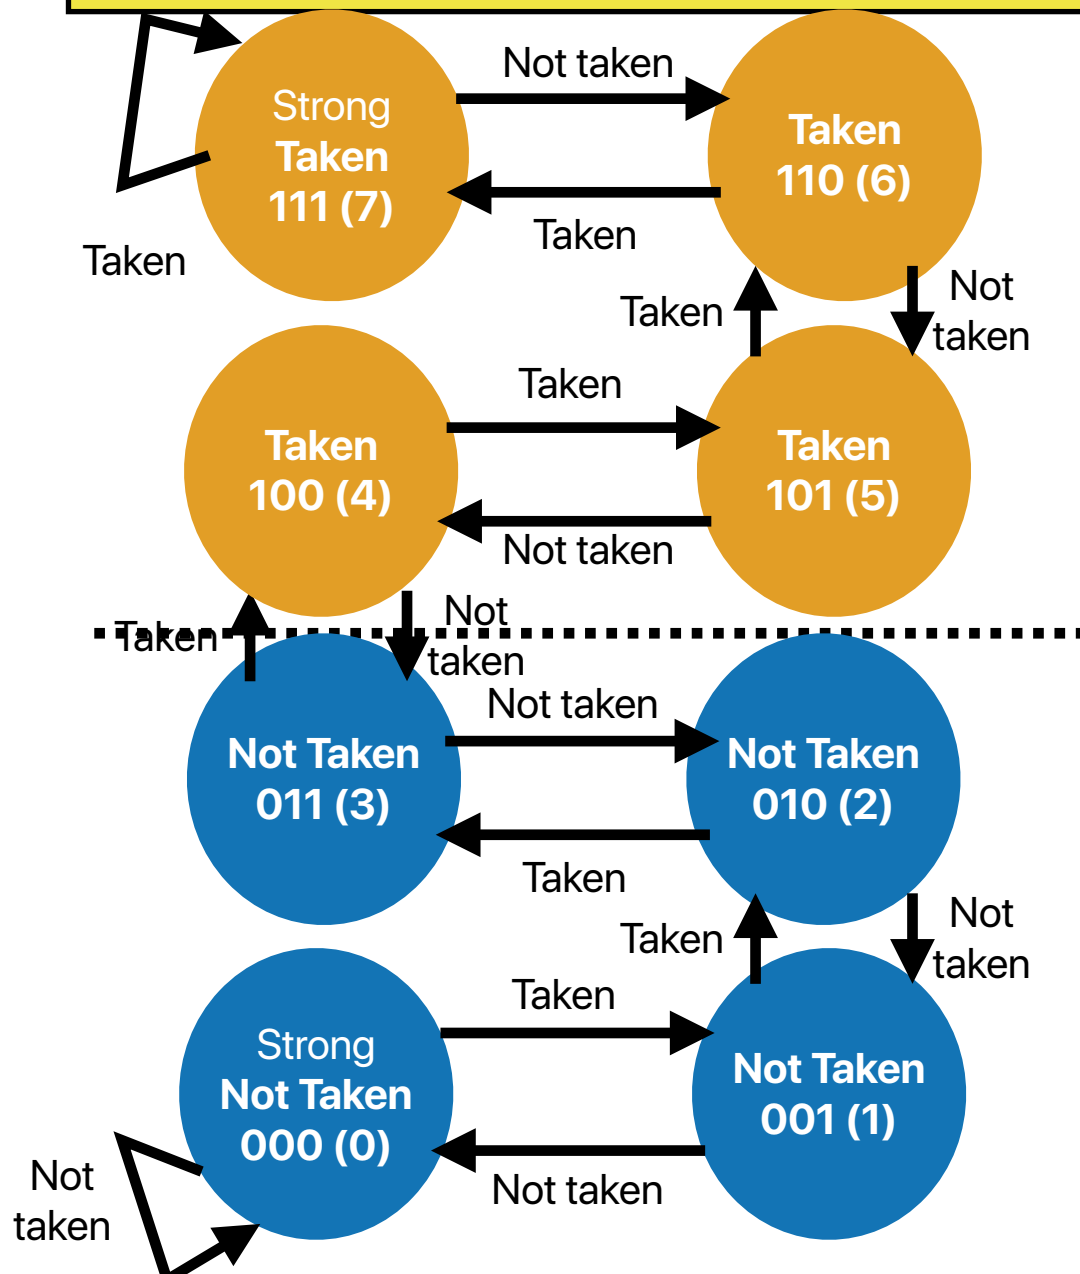 Not taken
Strong
Taken
111 (7)
Taken
110 (6)
Taken
Taken
Taken
Not
taken
Taken
Taken
100 (4)
Taken
101 (5)
Not taken
Taken
Not
taken
Not taken
Not Taken
011 (3)
Not Taken
010 (2)
Taken
Taken
Not
taken
Taken
Strong
Not Taken
000 (0)
Not Taken
001 (1)
Not
taken
Not taken